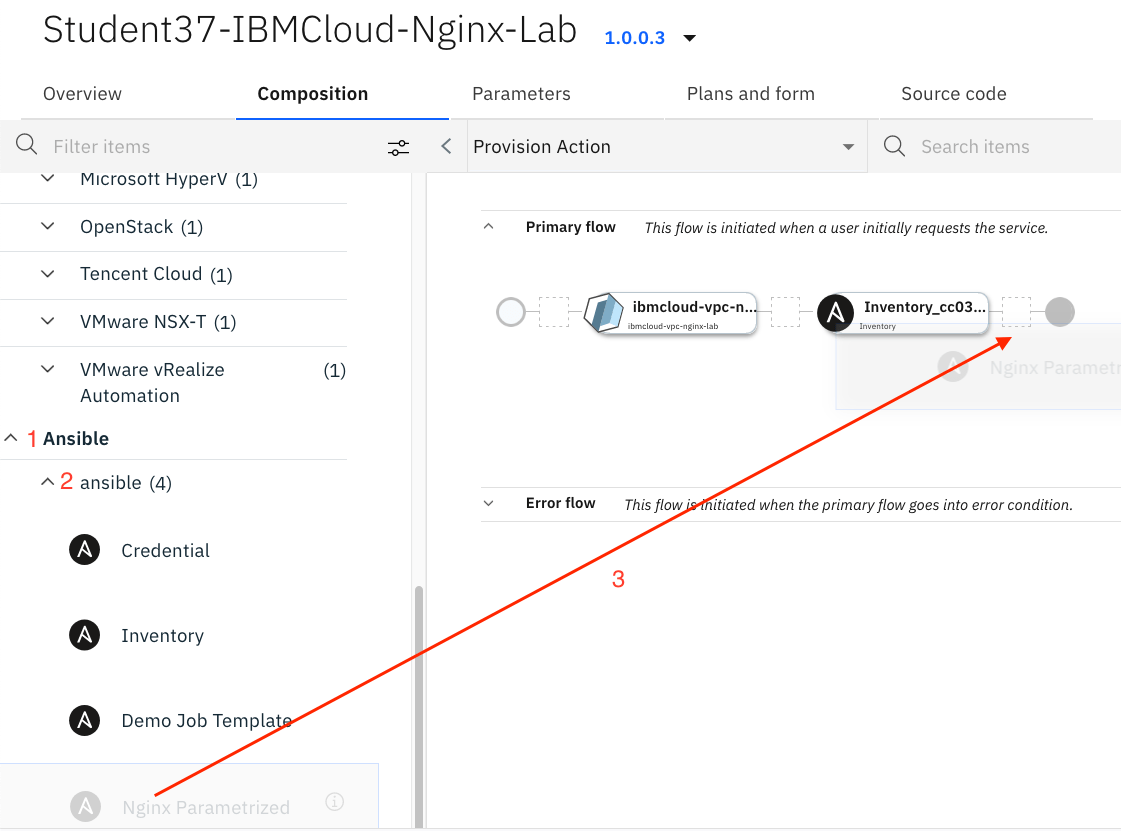 Student37-IBMCloud-Nginx-Lab 1.0.0.3
Overview Composition Parameters Plans and form Source code
Filter items Provision Action Search items
Microsoft HyperV (1)
OpenStack (1)
Tencent Cloud (1)
VMware NSX-T (1)
VMware vRealize (1)
Automation
1 Ansible
2 ansible (4)
Credential
Inventory
Demo Job Template
Nginx Parametrized
Primary flow This flow is initiated when a user initially requests the service.
ibmcloud-vpc-n...
ibmcloud-vpc-nginx-lab
Inventory_cc03...
Inventory
Nginx Parametr
Error flow This flow is initiated when the primary flow goes into error condition.
3